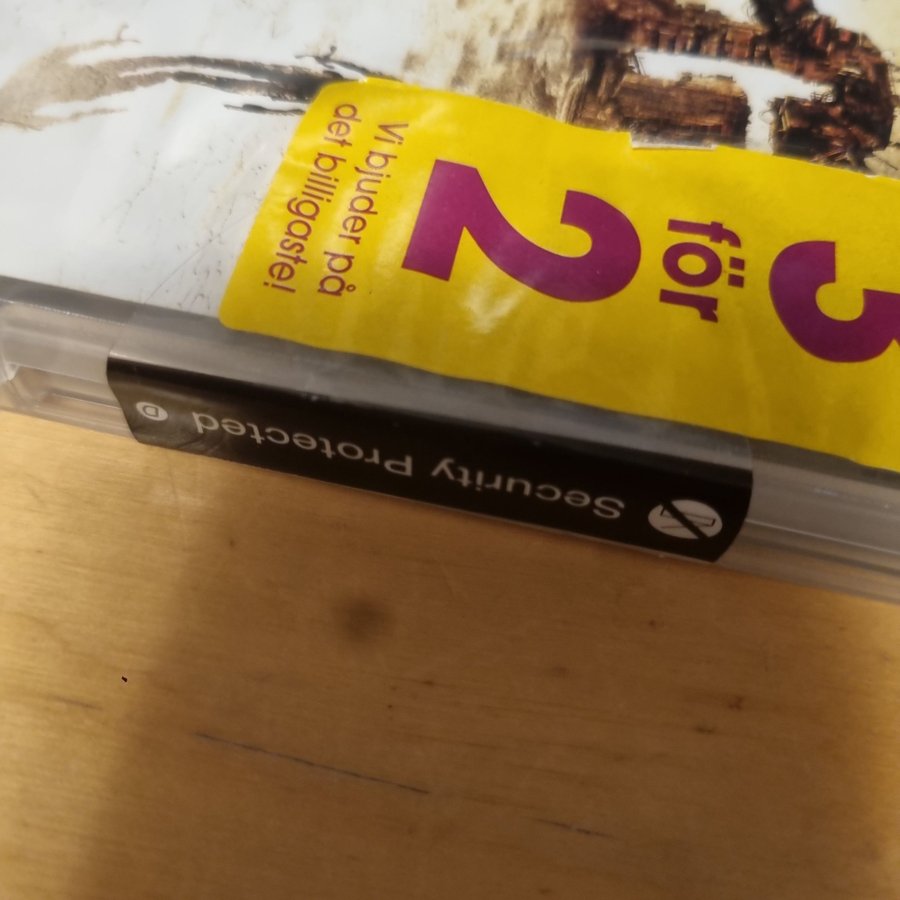 3
för
2
Vi bjuder på
det billigaste!
Security Protected D